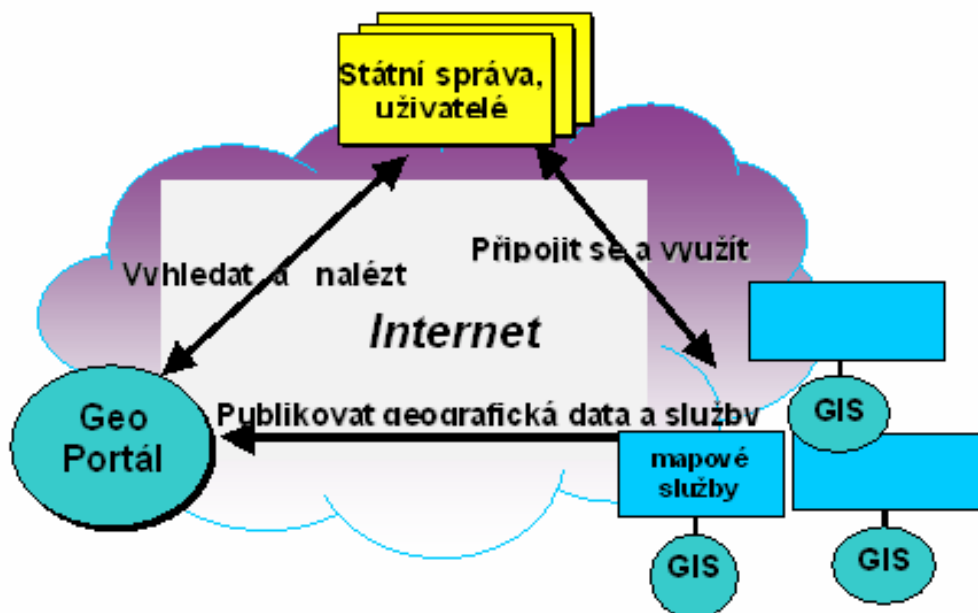 Státní správa,
uživatelé
Připojit se a využít
Vyhledat a nalézt
Internet
Geo
Portál
Publikovat geografická data a služby
GIS
mapové
služby
GIS
GIS